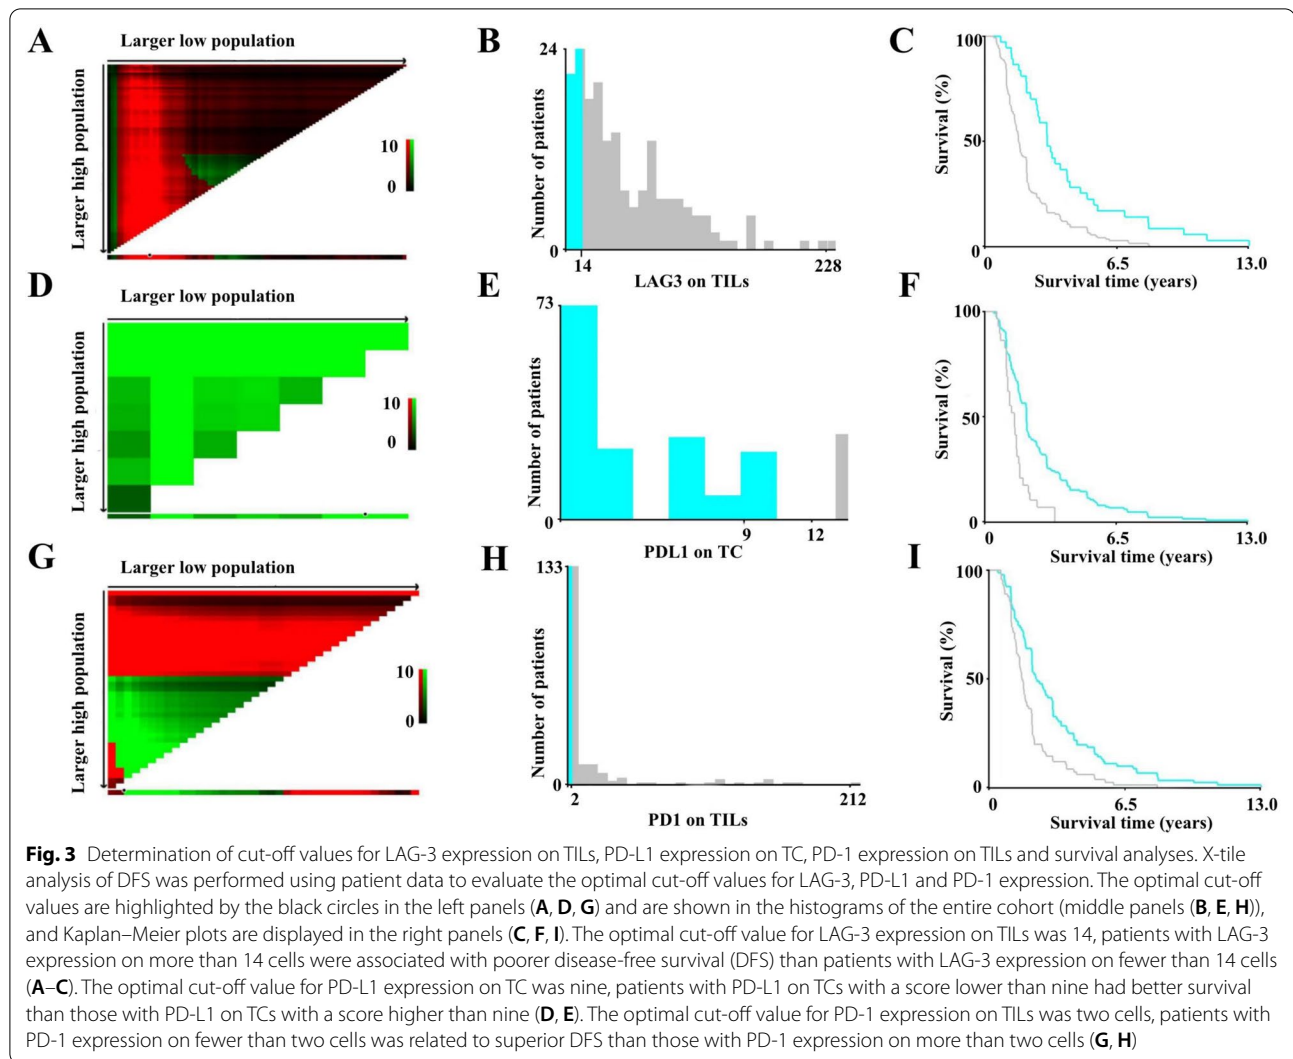 A
Larger low population
Larger high population
10
0
B
24
Number of patients
0
14
228
LAG3 on TILs
C
100
Survival (%)
50
0
0
6.5
13.0
Survival time (years)
D
Larger low population
Larger high population
10
0
E
73
Number of patients
0
9
12
PDL1 on TC
F
100
Survival (%)
50
0
0
6.5
13.0
Survival time (years)
G
Larger low population
Larger high population
10
0
H
133
Number of patients
0
2
212
PD1 on TILs
I
100
Survival (%)
50
0
0
6.5
13.0
Survival time (years)
Fig. 3 Determination of cut-off values for LAG-3 expression on TILs, PD-L1 expression on TC, PD-1 expression on TILs and survival analyses. X-tile
analysis of DFS was performed using patient data to evaluate the optimal cut-off values for LAG-3, PD-L1 and PD-1 expression. The optimal cut-off
values are highlighted by the black circles in the left panels (A, D, G) and are shown in the histograms of the entire cohort (middle panels (B, E, H)),
and Kaplan–Meier plots are displayed in the right panels (C, F, I). The optimal cut-off value for LAG-3 expression on TILs was 14, patients with LAG-3
expression on more than 14 cells were associated with poorer disease-free survival (DFS) than patients with LAG-3 expression on fewer than 14 cells
(A–C). The optimal cut-off value for PD-L1 expression on TC was nine, patients with PD-L1 on TCs with a score lower than nine had better survival
than those with PD-L1 on TCs with a score higher than nine (D, E). The optimal cut-off value for PD-1 expression on TILs was two cells, patients with
PD-1 expression on fewer than two cells was related to superior DFS than those with PD-1 expression on more than two cells (G, H)